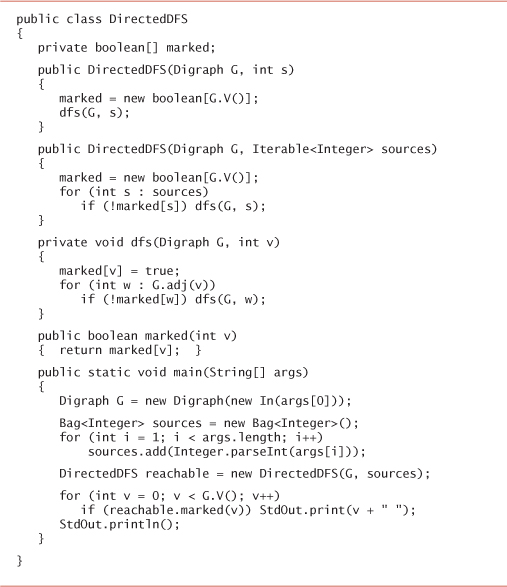 public class DirectedDFS
{
private boolean[] marked;
public DirectedDFS(Digraph G, int s)
{
marked = new boolean[G.V()];
dfs(G, s);
}
public DirectedDFS(Digraph G, Iterable<Integer> sources)
{
marked = new boolean[G.V()];
for (int s : sources)
if (!marked[s]) dfs(G, s);
}
private void dfs(Digraph G, int v)
{
marked[v] = true;
for (int w : G.adj(v))
if (!marked[w]) dfs(G, w);
}
public boolean marked(int v)
{ return marked[v]; }
public static void main(String[] args)
{
Digraph G = new Digraph(new In(args[0]));
Bag<Integer> sources = new Bag<Integer>();
for (int i = 1; i < args.length; i++)
sources.add(Integer.parseInt(args[i]));
DirectedDFS reachable = new DirectedDFS(G, sources);
for (int v = 0; v < G.V(); v++)
if (reachable.marked(v)) StdOut.print(v + " ");
StdOut.println();
}
}